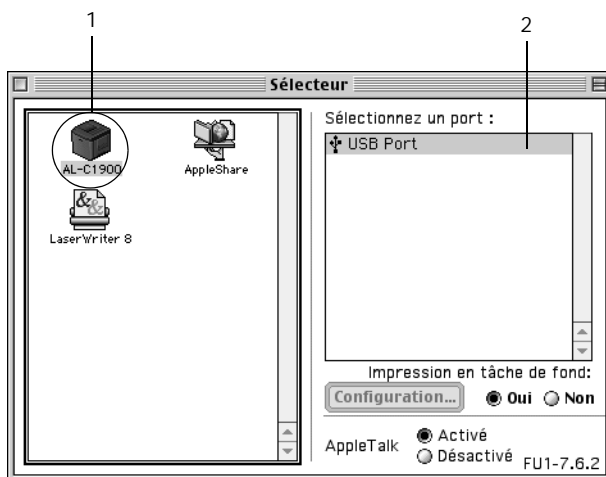 1
2
Sélecteur
AL-C1900
AppleShare
LaserWriter 8
Sélectionnez un port :
USB Port
Impression en tâche de fond:
Configuration...
Oui
Non
AppleTalk
Activé
Désactivé
FU1-7.6.2